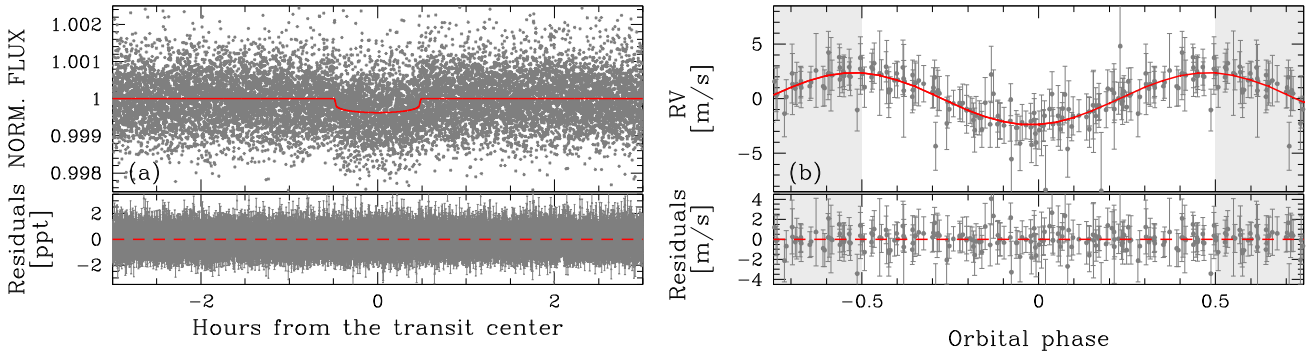 NORM. FLUX
1.002
1.001
1
0.999
0.998
(a)
Residuals
[ppt]
2
0
−2
−2 0 2
Hours from the transit center
RV
[m/s]
5
0
−5
(b)
Residuals
[m/s]
4
2
0
−2
−4
−0.5 0 0.5
Orbital phase